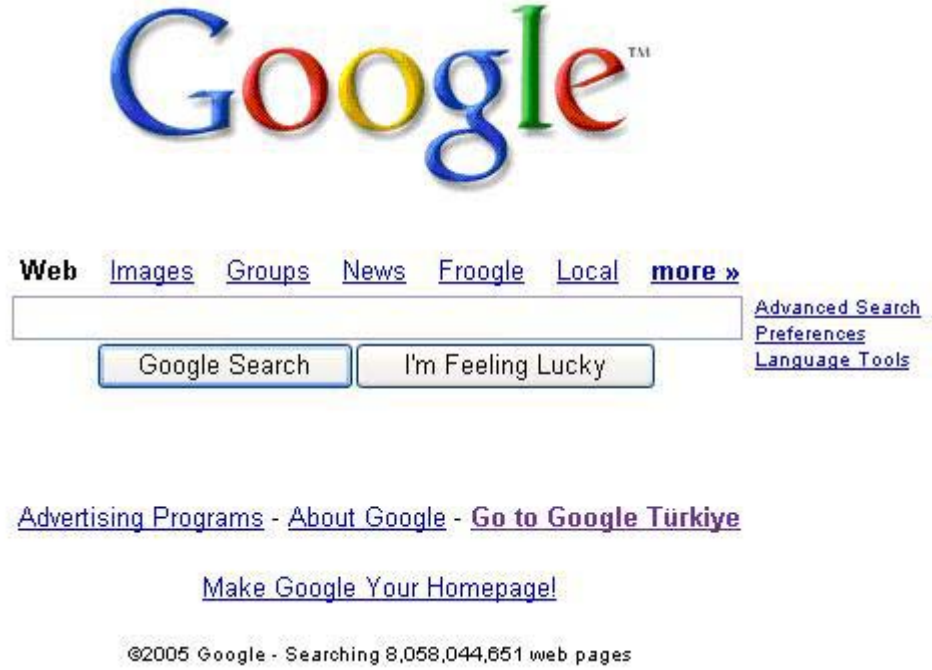 Google™
Web Images Groups News Froogle Local more »
Advanced Search
Preferences
Language Tools
Google Search I'm Feeling Lucky
Advertising Programs - About Google - Go to Google Türkiye
Make Google Your Homepage!
©2005 Google - Searching 8,058,044,651 web pages